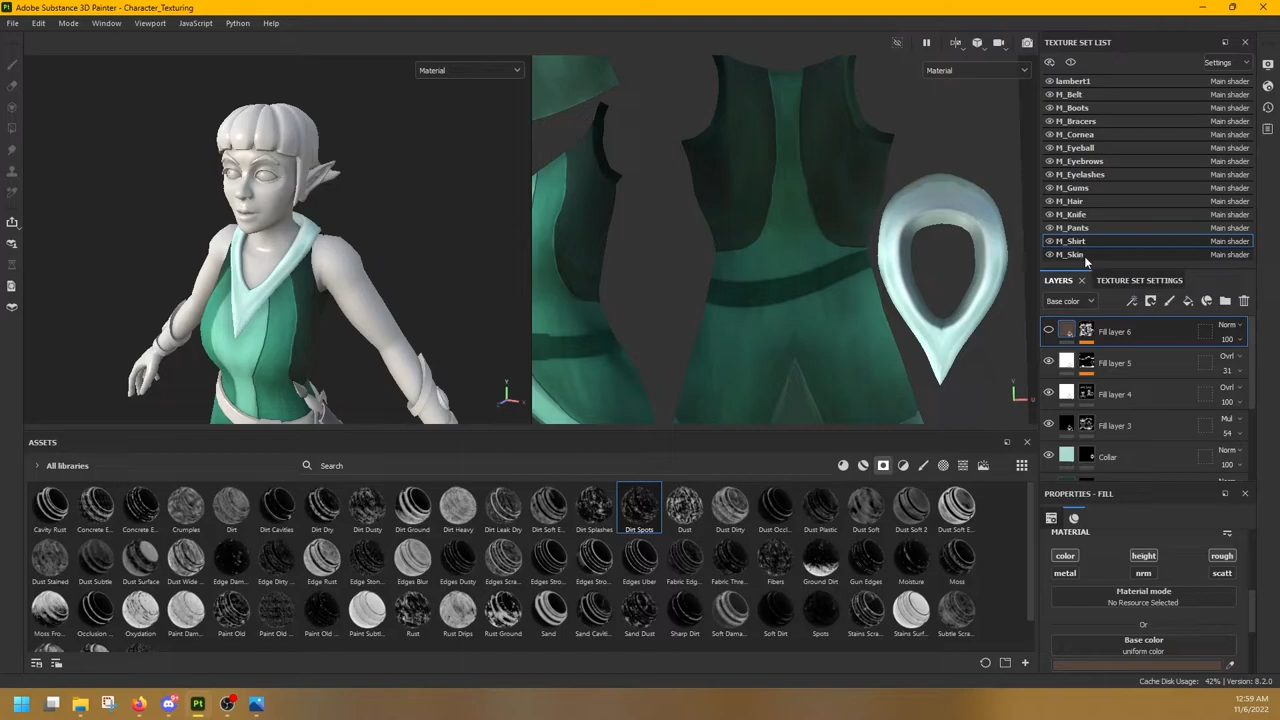 Pt Adobe Substance 3D Painter - Character_Texturing
File Edit Mode Window Viewport JavaScript Python Help
Material
Material
TEXTURE SET LIST
Settings
lambert1 Main shader
M_Belt Main shader
M_Boots Main shader
M_Bracers Main shader
M_Cornea Main shader
M_Eyeball Main shader
M_Eyebrows Main shader
M_Eyelashes Main shader
M_Gums Main shader
M_Hair Main shader
M_Knife Main shader
M_Pants Main shader
M_Shirt Main shader
M_Skin Main shader
LAYERS TEXTURE SET SETTINGS
Base color
Fill layer 6 Norm 100
Fill layer 5 Ovrl 31
Fill layer 4 Ovrl 100
Fill layer 3 Mul 54
Collar Norm 100
ASSETS
All libraries Search
Cavity Rust Concrete E... Concrete E... Crumples Dirt Dirt Cavities Dirt Dry Dirt Dusty Dirt Ground Dirt Heavy Dirt Leak Dry Dirt Soft E... Dirt Splashes Dirt Spots Dust Dust Dirty Dust Occl... Dust Plastic Dust Soft Dust Soft 2 Dust Soft E...
Dust Stained Dust Subtle Dust Surface Dust Wide ... Edge Dam... Edge Dirty ... Edge Rust Edge Ston... Edges Blur Edges Dusty Edges Scra... Edges Stro... Edges Stro... Edges Uber Fabric Edg... Fabric Thre... Fibers Ground Dirt Gun Edges Moisture Moss
Moss Fro... Occlusion ... Oxydation Paint Dam... Paint Old Paint Old ... Paint Old ... Paint Subtl... Rust Rust Drips Rust Ground Sand Sand Caviti... Sand Dust Sharp Dirt Soft Dama... Soft Dirt Spots Stains Scra... Stains Surf... Subtle Scra...
PROPERTIES - FILL
MATERIAL
color height rough
metal nrm scatt
Material mode
No Resource Selected
Or
Base color
uniform color
Cache Disk Usage: 42% | Version: 8.2.0
Pt
12:59 AM
11/6/2022